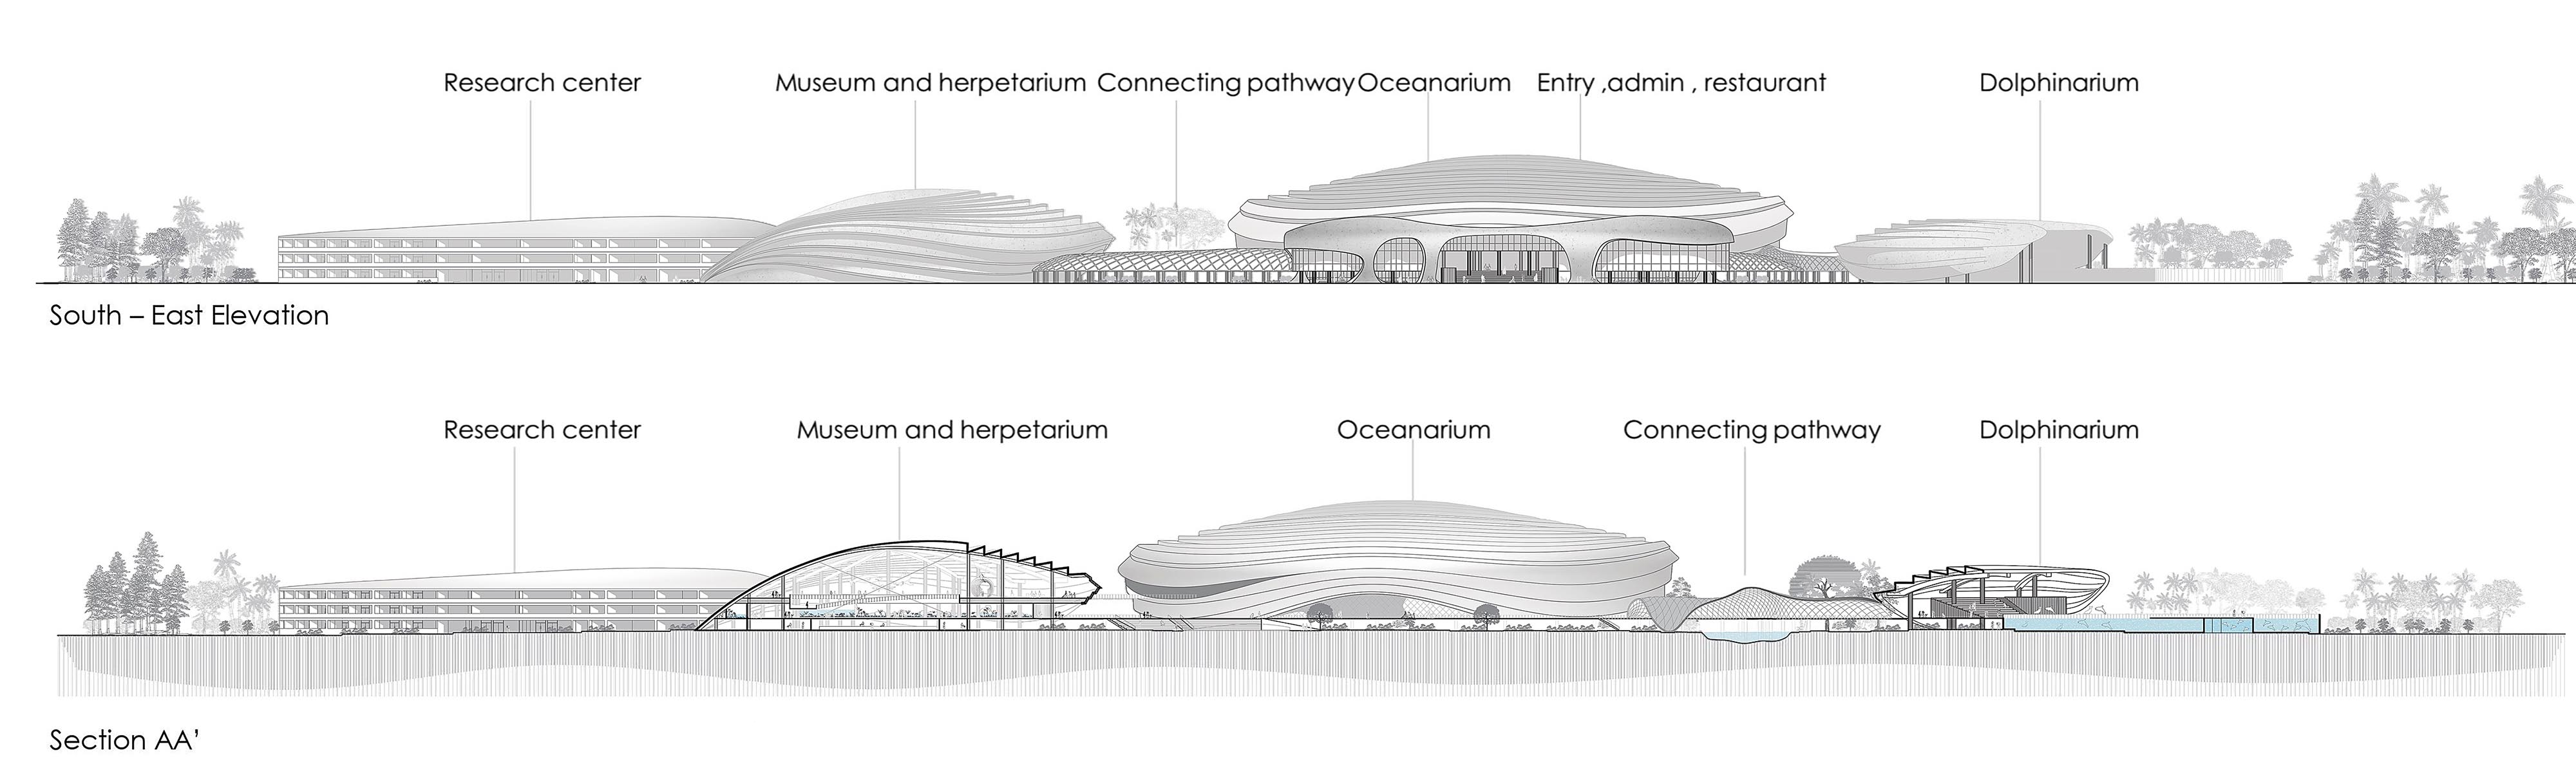 Research center
Museum and herpetarium
Connecting pathway
Oceanarium
Entry ,admin , restaurant
Dolphinarium
South – East Elevation
Research center
Museum and herpetarium
Oceanarium
Connecting pathway
Dolphinarium
Section AA’